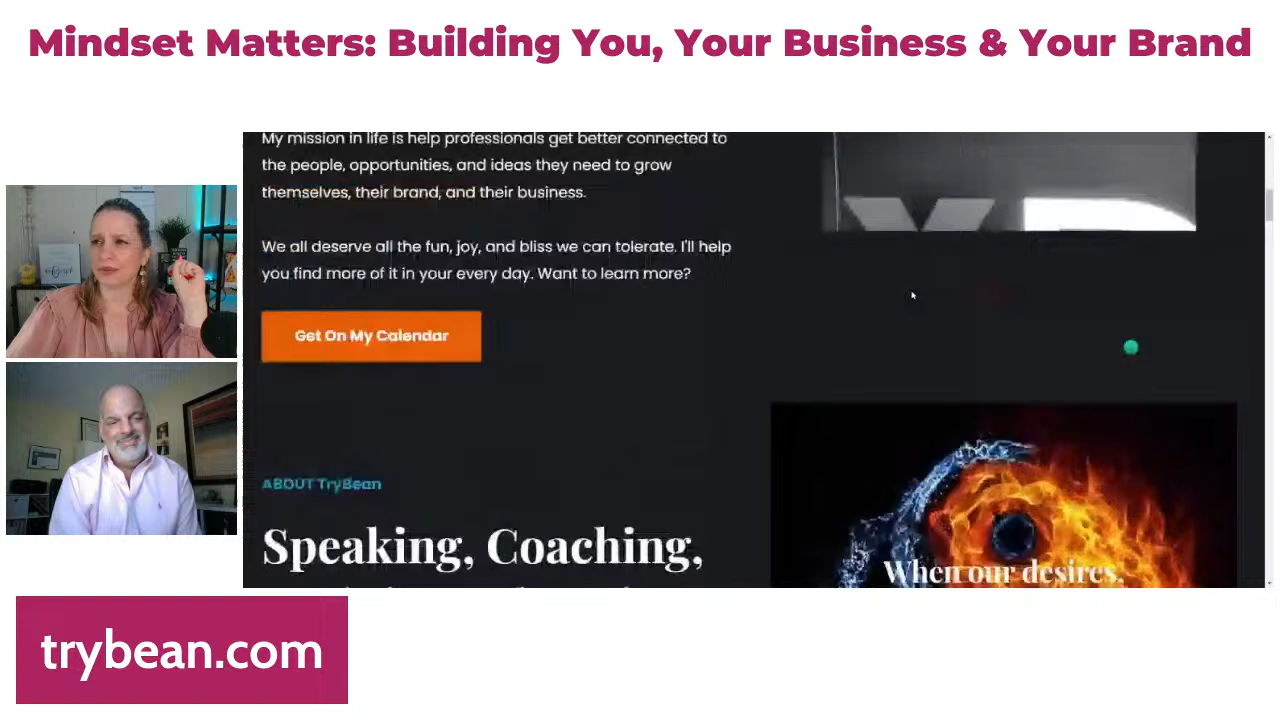 Mindset Matters: Building You, Your Business & Your Brand
My mission in life is help professionals get better connected to
the people, opportunities, and ideas they need to grow
themselves, their brand, and their business.
We all deserve all the fun, joy, and bliss we can tolerate. I'll help
you find more of it in your every day. Want to learn more?
Get On My Calendar
ABOUT TryBean
Speaking, Coaching,
When our desires,
trybean.com